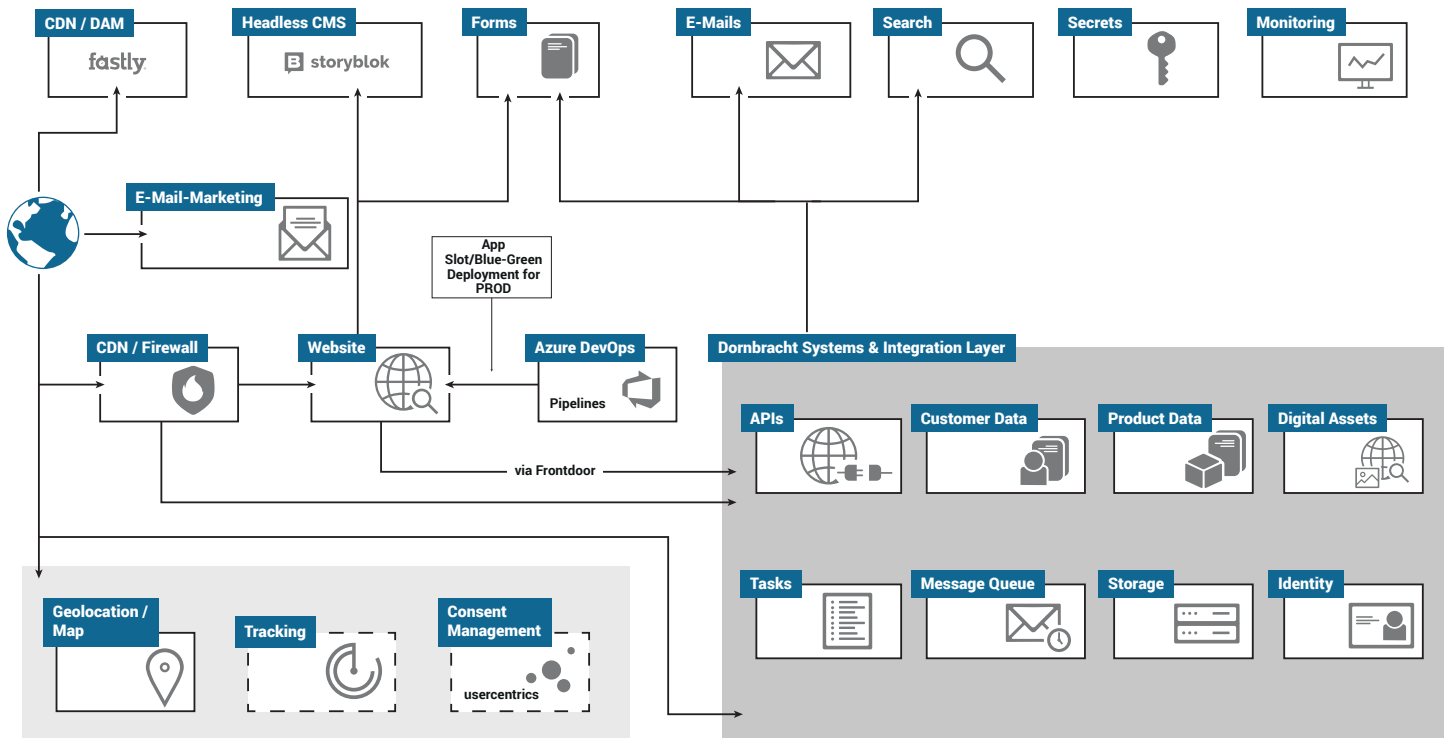 CDN / DAM
fastly
Headless CMS
storyblok
Forms
E-Mails
Search
Secrets
Monitoring
E-Mail-Marketing
App
Slot/Blue-Green
Deployment for
PROD
CDN / Firewall
Website
Azure DevOps
Pipelines
Dornbracht Systems & Integration Layer
APIs
Customer Data
Product Data
Digital Assets
via Frontdoor
Tasks
Message Queue
Storage
Identity
Geolocation /
Map
Tracking
Consent
Management
usercentrics